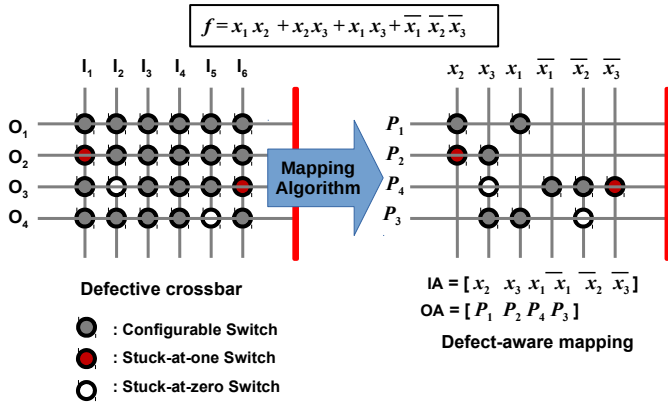 f = x₁ x₂ + x₂ x₃ + x₁ x₃ + x̅₁ x̅₂ x̅₃
I₁ I₂ I₃ I₄ I₅ I₆
x₂ x₃ x₁ x̅₁ x̅₂ x̅₃
O₁
O₂
O₃
O₄
Mapping
Algorithm
P₁
P₂
P₄
P₃
Defective crossbar
: Configurable Switch
: Stuck-at-one Switch
: Stuck-at-zero Switch
IA = [ x₂ x₃ x₁ x̅₁ x̅₂ x̅₃ ]
OA = [ P₁ P₂ P₄ P₃ ]
Defect-aware mapping